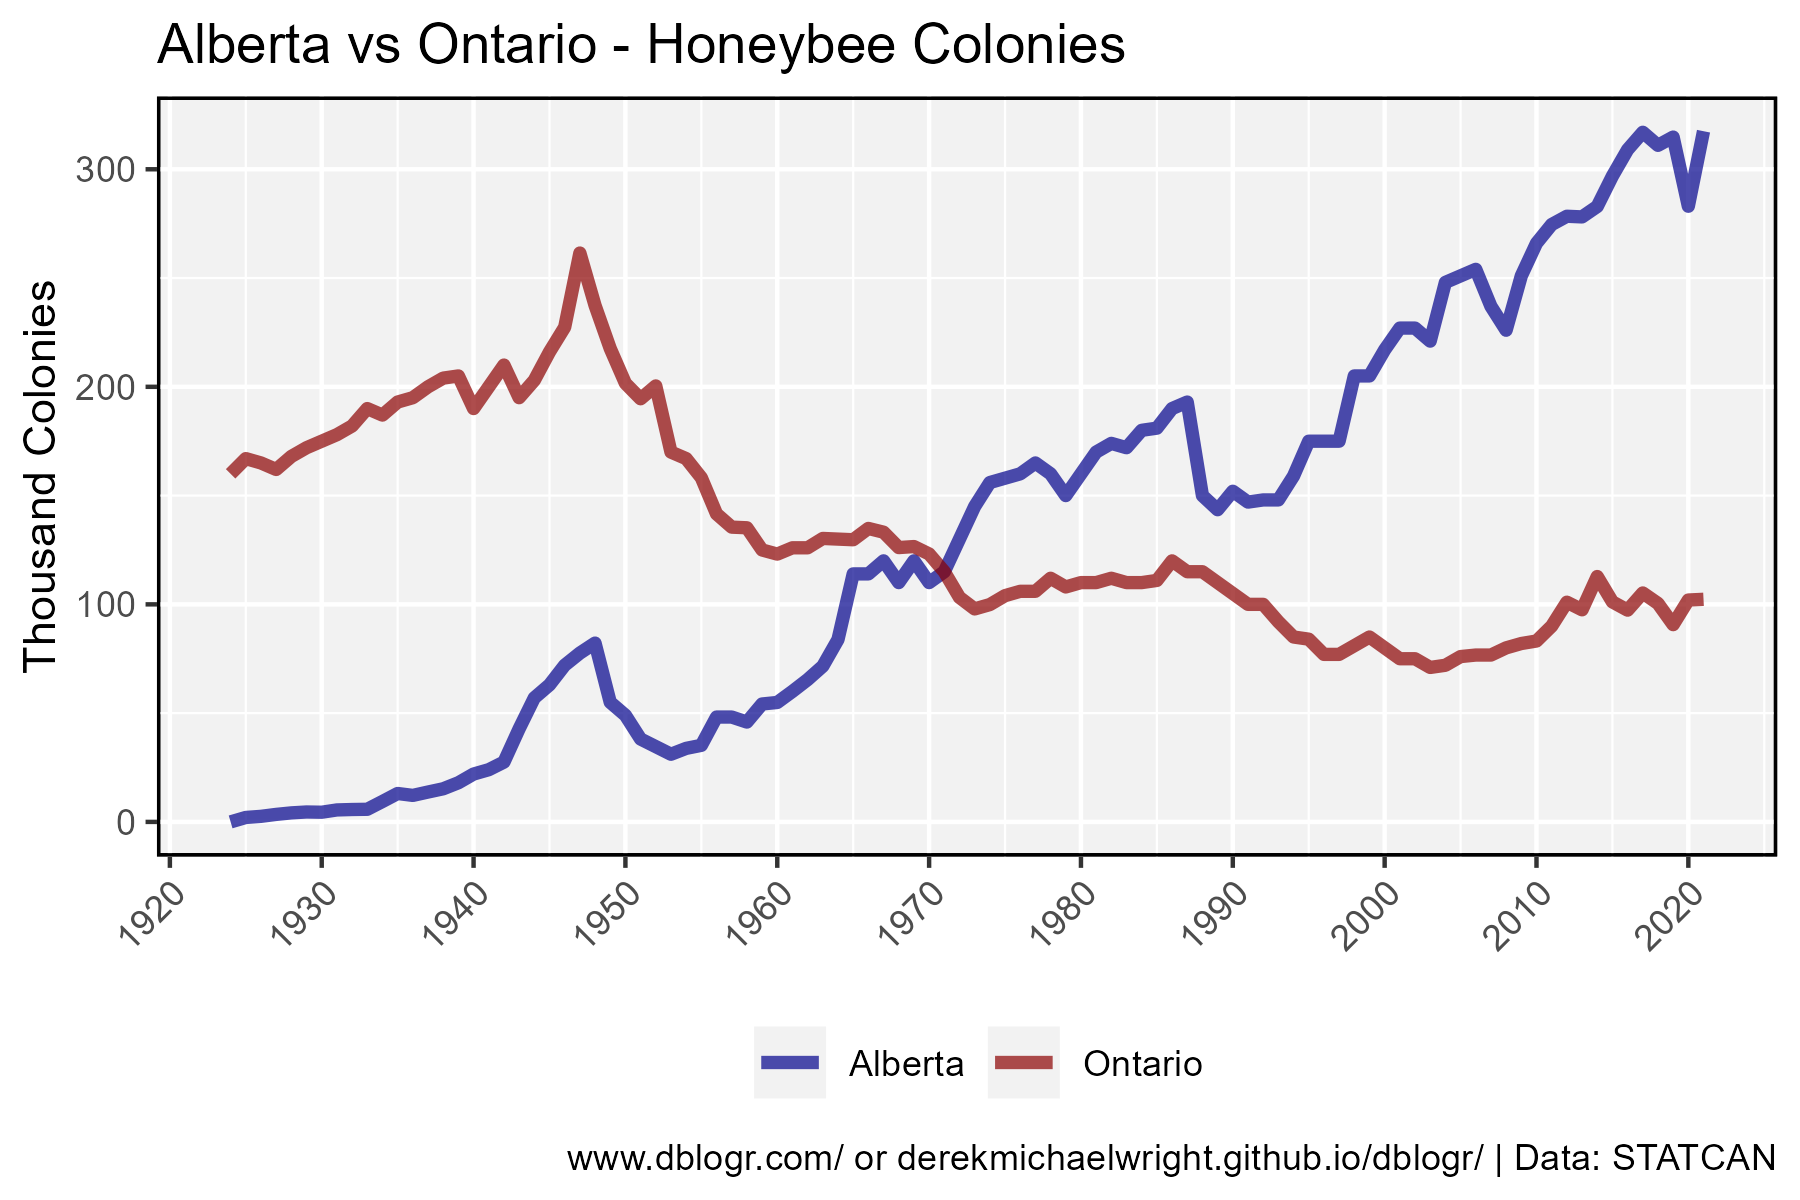 Alberta vs Ontario - Honeybee Colonies
Thousand Colonies
300
200
100
0
1920 1930 1940 1950 1960 1970 1980 1990 2000 2010 2020
Alberta Ontario
www.dblogr.com/ or derekmichaelwright.github.io/dblogr/ | Data: STATCAN